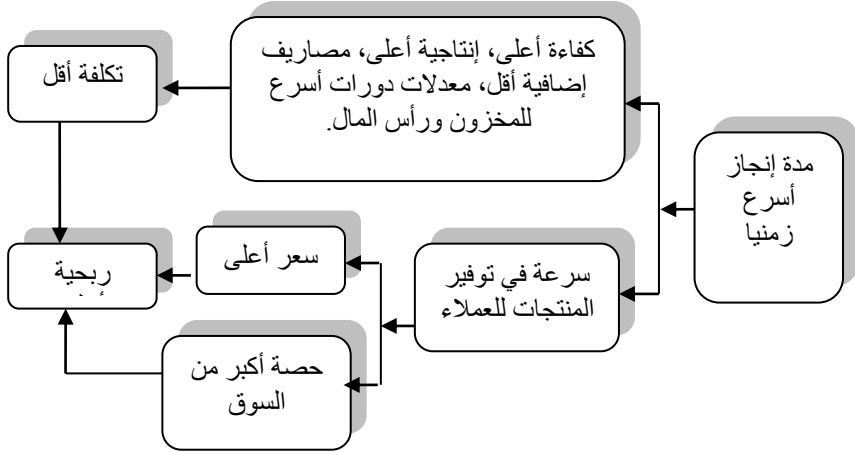 مدة إنجاز
أسرع
زمنيا
كفاءة أعلى، إنتاجية أعلى، مصاريف
إضافية أقل، معدلات دورات أسرع
للمخزون ورأس المال.
تكلفة أقل
سرعة في توفير
المنتجات للعملاء
سعر أعلى
حصة أكبر من
السوق
ربحية